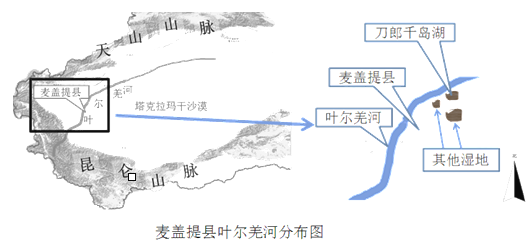 天山山脉
麦盖提县
叶尔羌河
塔克拉玛干沙漠
昆仑山脉
刀郎千岛湖
麦盖提县
叶尔羌河
其他湿地
麦盖提县叶尔羌河分布图